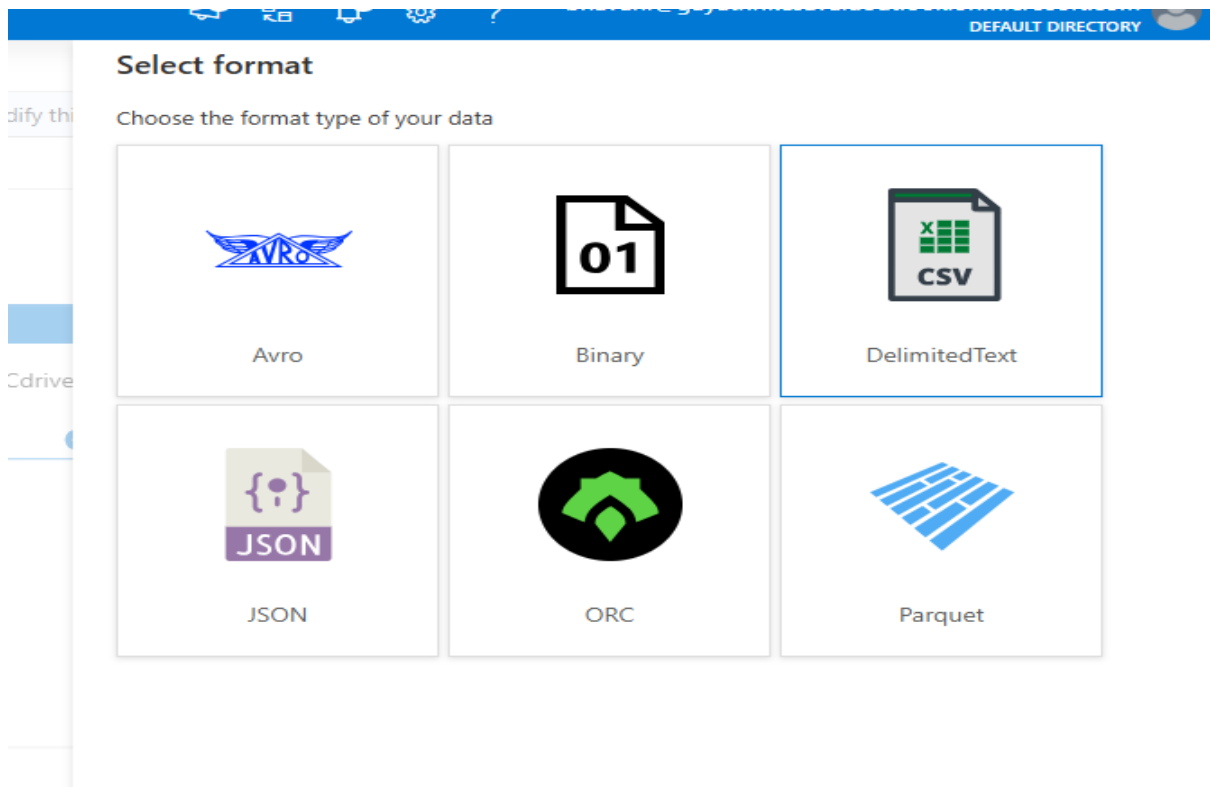 ?
DEFAULT DIRECTORY
Select format
dify thi
Choose the format type of your data
AVRO
01
X
CSV
Avro
Binary
DelimitedText
Cdrive
{ }
JSON
JSON
ORC
Parquet